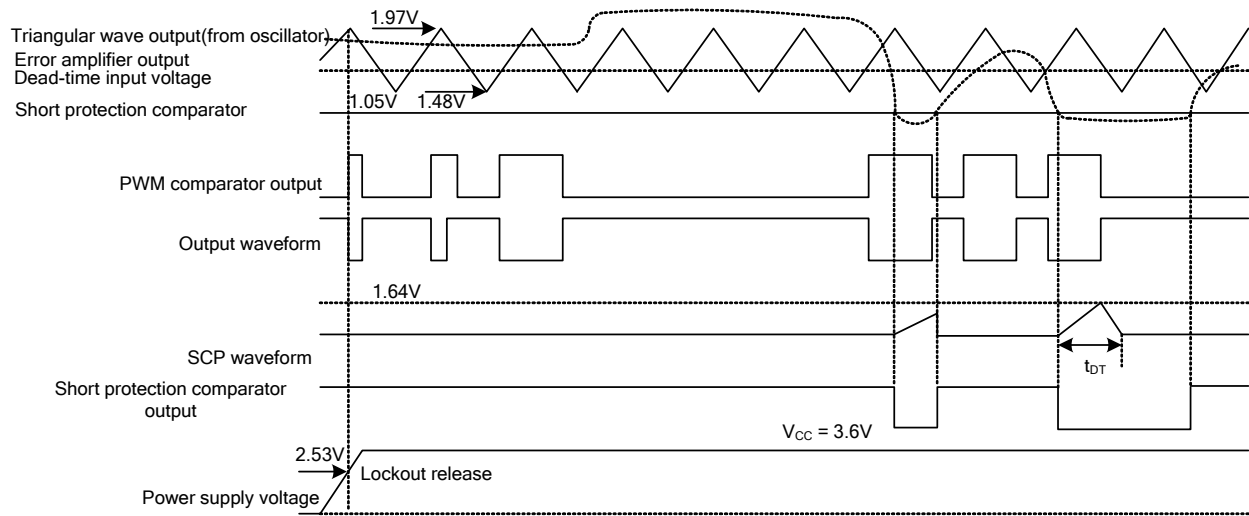 1.97V
Triangular wave output(from oscillator)
Error amplifier output
Dead-time input voltage
1.05V 1.48V
Short protection comparator
PWM comparator output
Output waveform
1.64V
SCP waveform
tDT
Short protection comparator
output
VCC = 3.6V
2.53V
Lockout release
Power supply voltage